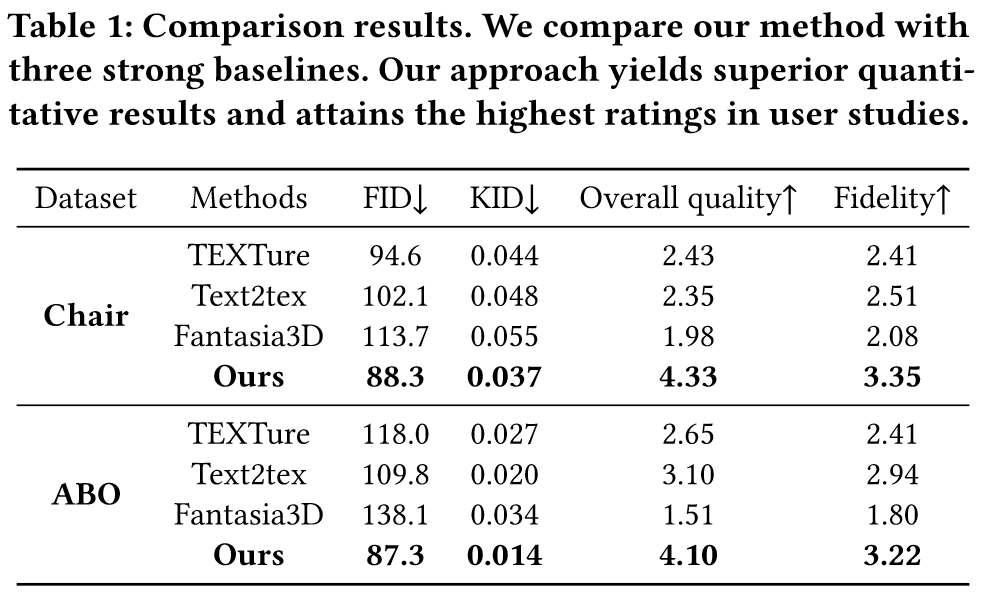 Table 1: Comparison results. We compare our method with
three strong baselines. Our approach yields superior quanti-
tative results and attains the highest ratings in user studies.
Dataset Methods FID↓ KID↓ Overall quality↑ Fidelity↑
Chair
TEXTure 94.6 0.044 2.43 2.41
Text2tex 102.1 0.048 2.35 2.51
Fantasia3D 113.7 0.055 1.98 2.08
Ours 88.3 0.037 4.33 3.35
ABO
TEXTure 118.0 0.027 2.65 2.41
Text2tex 109.8 0.020 3.10 2.94
Fantasia3D 138.1 0.034 1.51 1.80
Ours 87.3 0.014 4.10 3.22